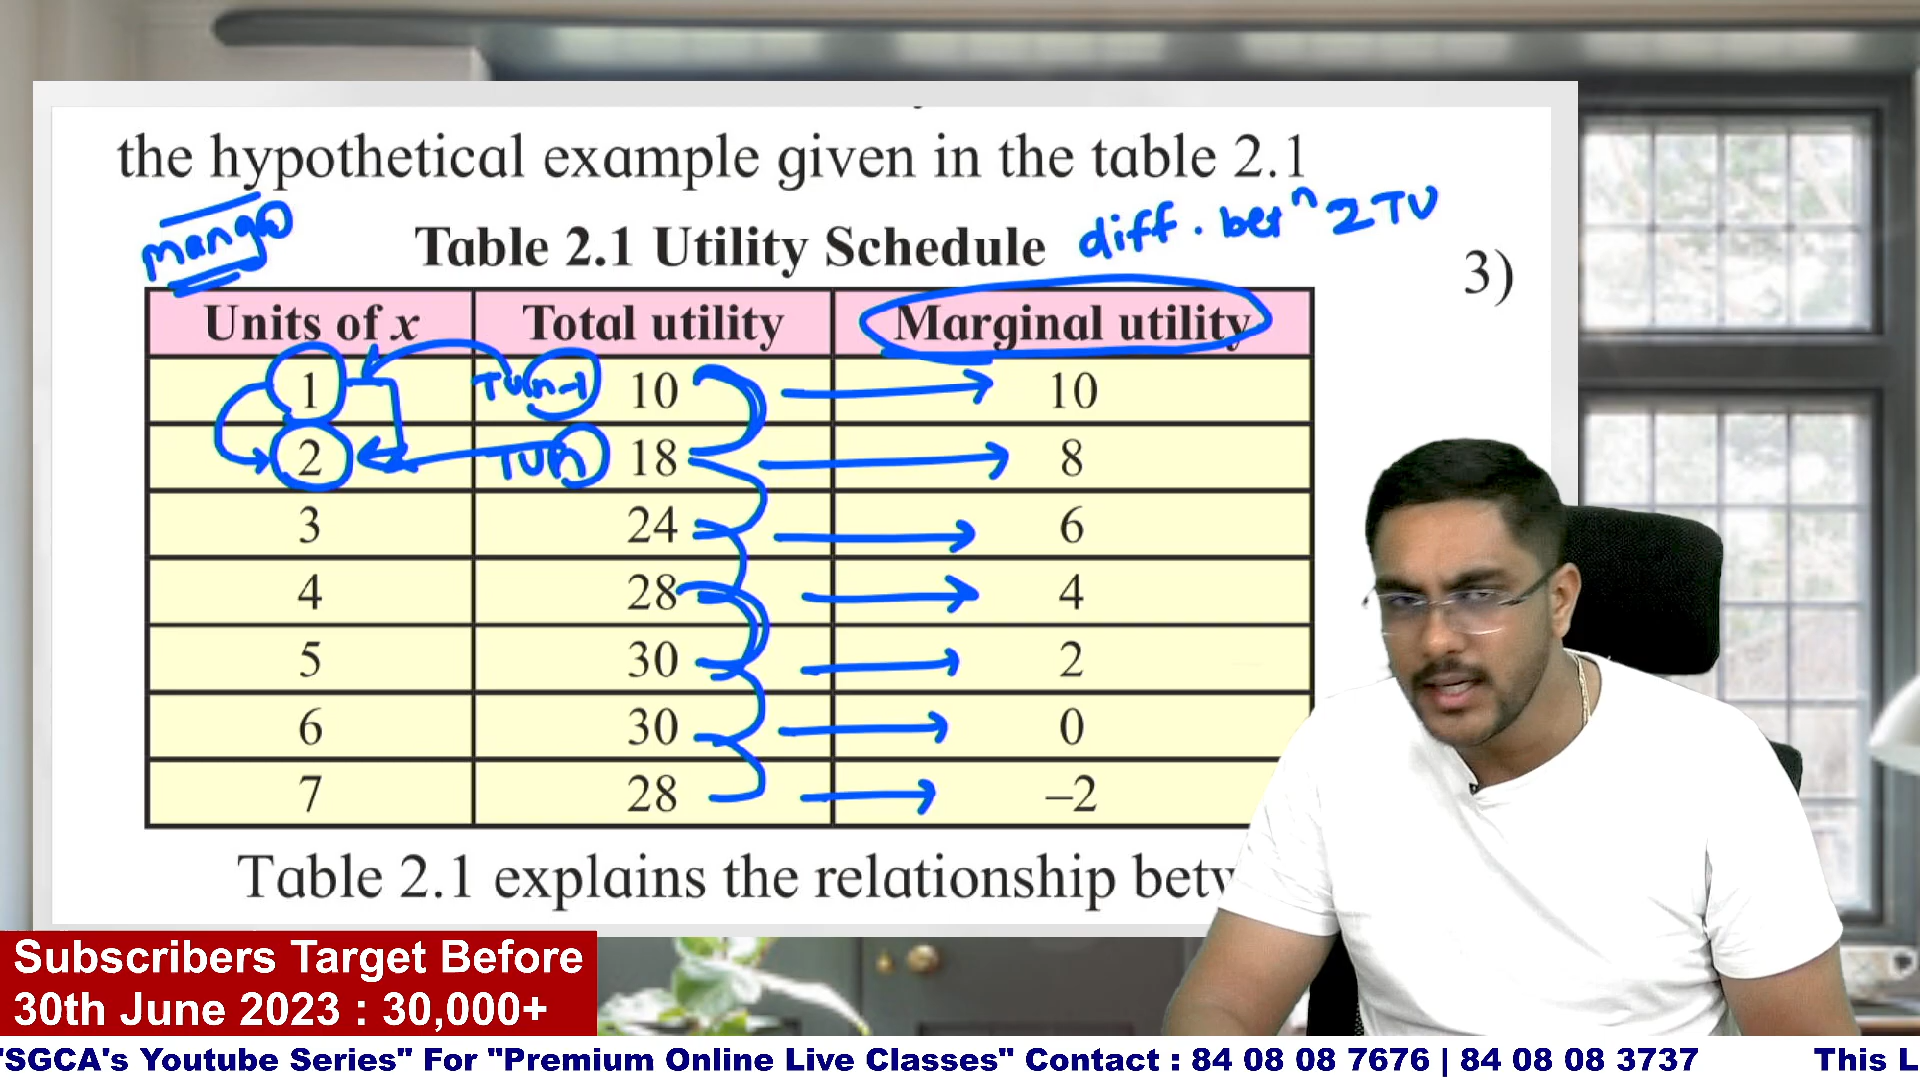 the hypothetical example given in the table 2.1
mango
Table 2.1 Utility Schedule
diff. betⁿ 2 TU
3)
Units of x Total utility Marginal utility
1 TU(n-1) 10 10
2 TU(n) 18 8
3 24 6
4 28 4
5 30 2
6 30 0
7 28 –2
Table 2.1 explains the relationship betw
Subscribers Target Before
30th June 2023 : 30,000+
"SGCA's Youtube Series" For "Premium Online Live Classes" Contact : 84 08 08 7676 | 84 08 08 3737 This L